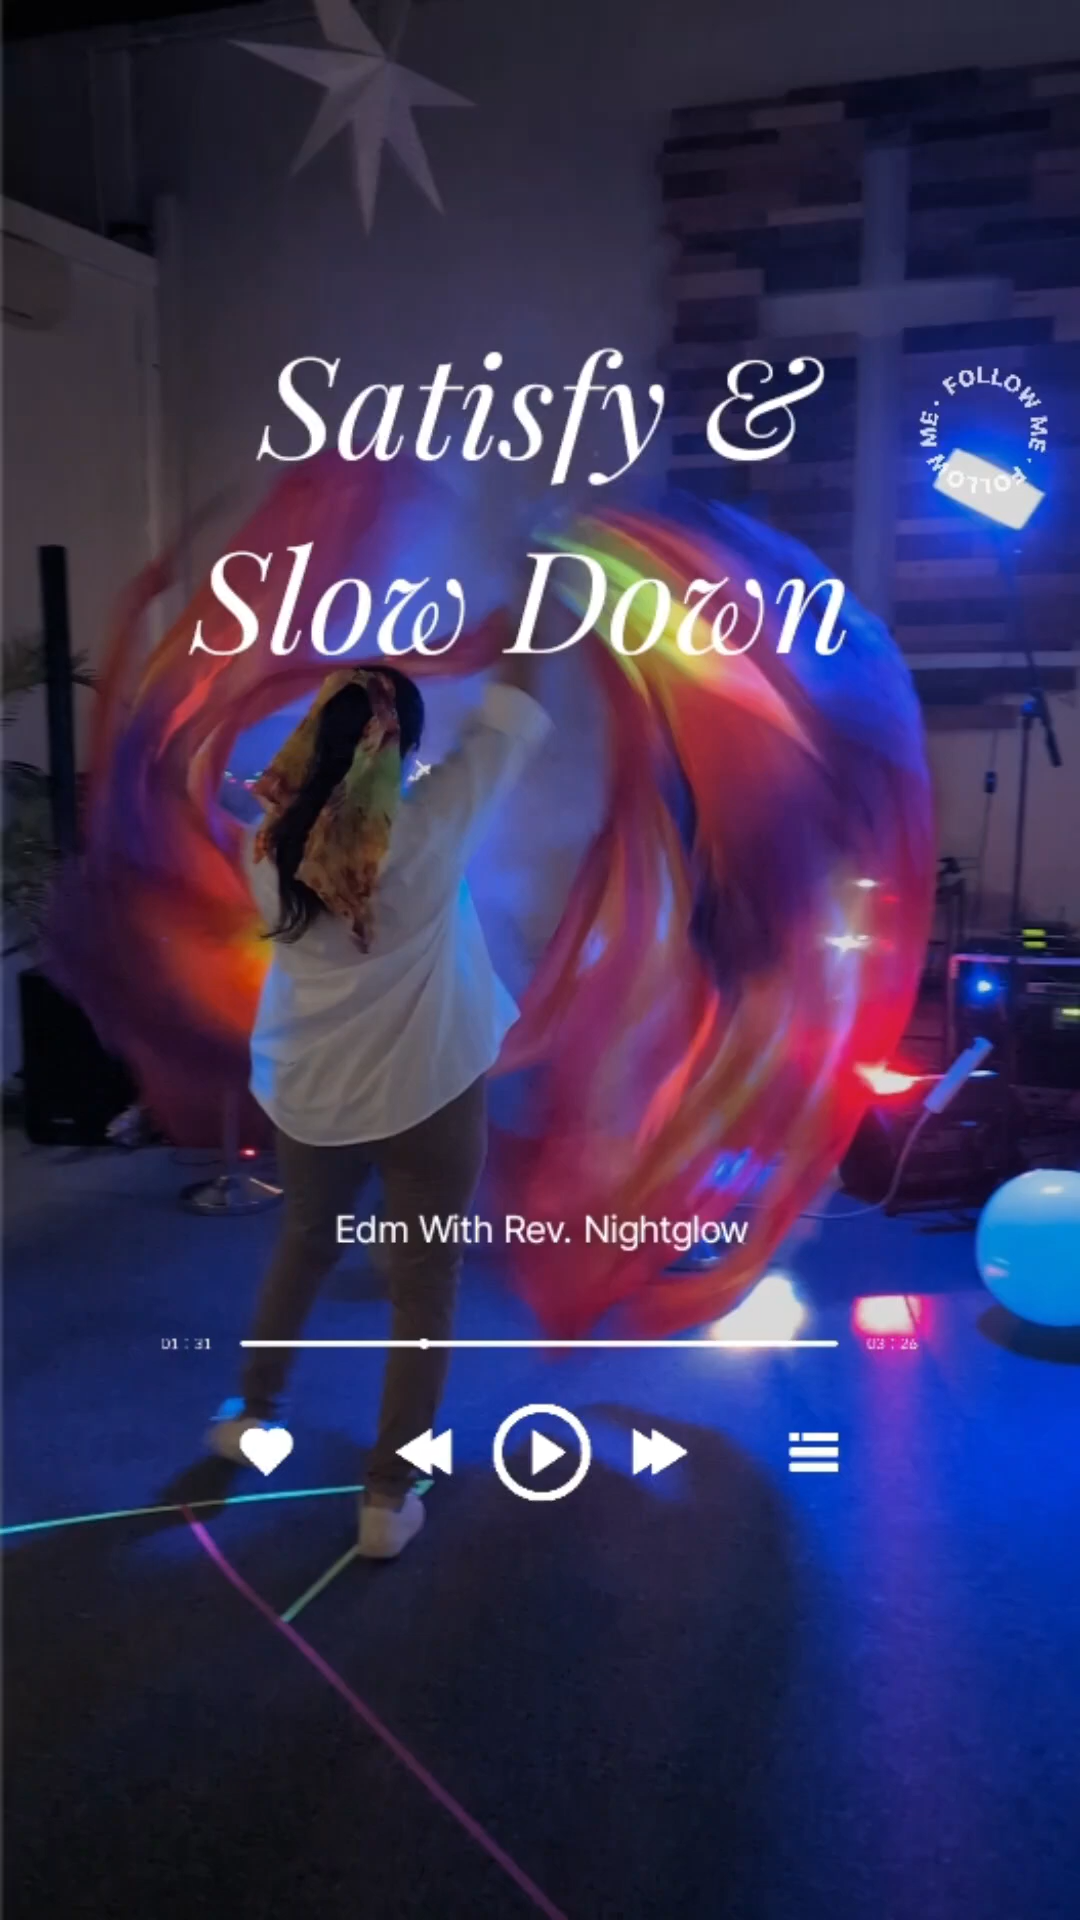 Satisfy &
Slow Down
FOLLOW ME · FOLLOW ME ·
Edm With Rev. Nightglow
01 : 31
03 : 26